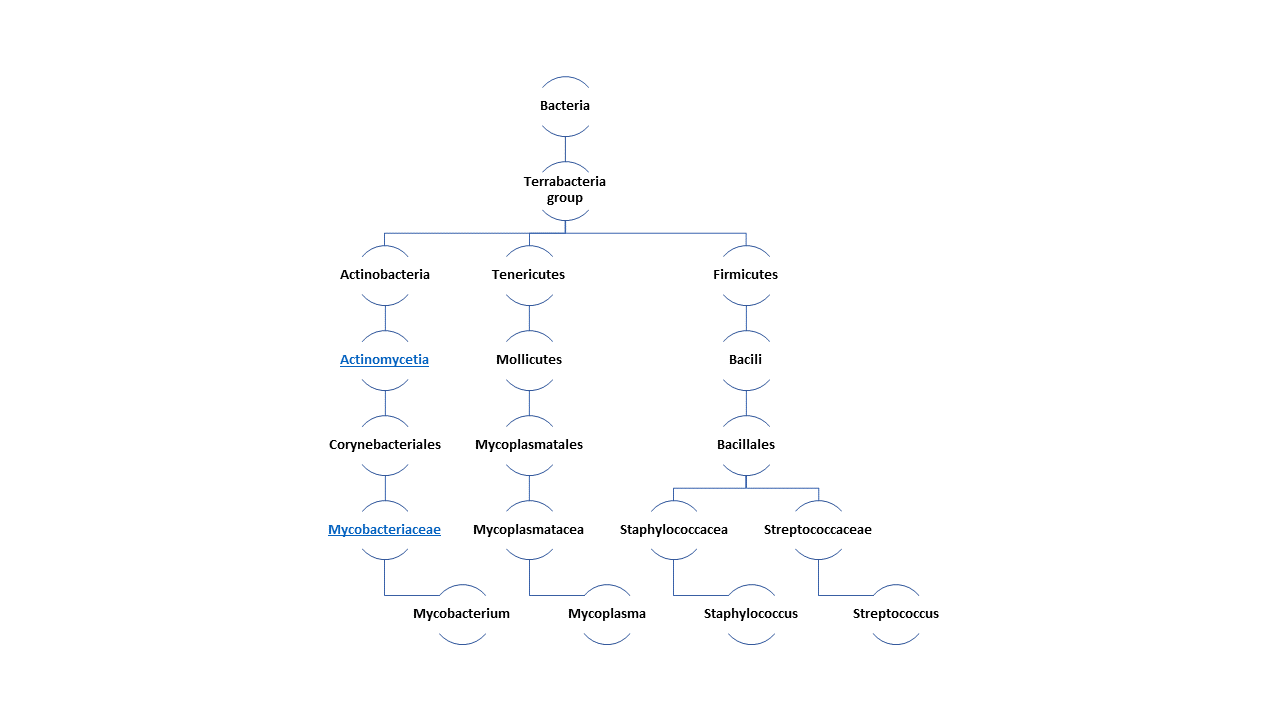 Bacteria
Terrabacteria
group
Actinobacteria
Tenericutes
Firmicutes
Actinomycetia
Mollicutes
Bacili
Corynebacteriales
Mycoplasmatales
Bacillales
Mycobacteriaceae
Mycoplasmatacea
Staphylococcacea
Streptococcaceae
Mycobacterium
Mycoplasma
Staphylococcus
Streptococcus